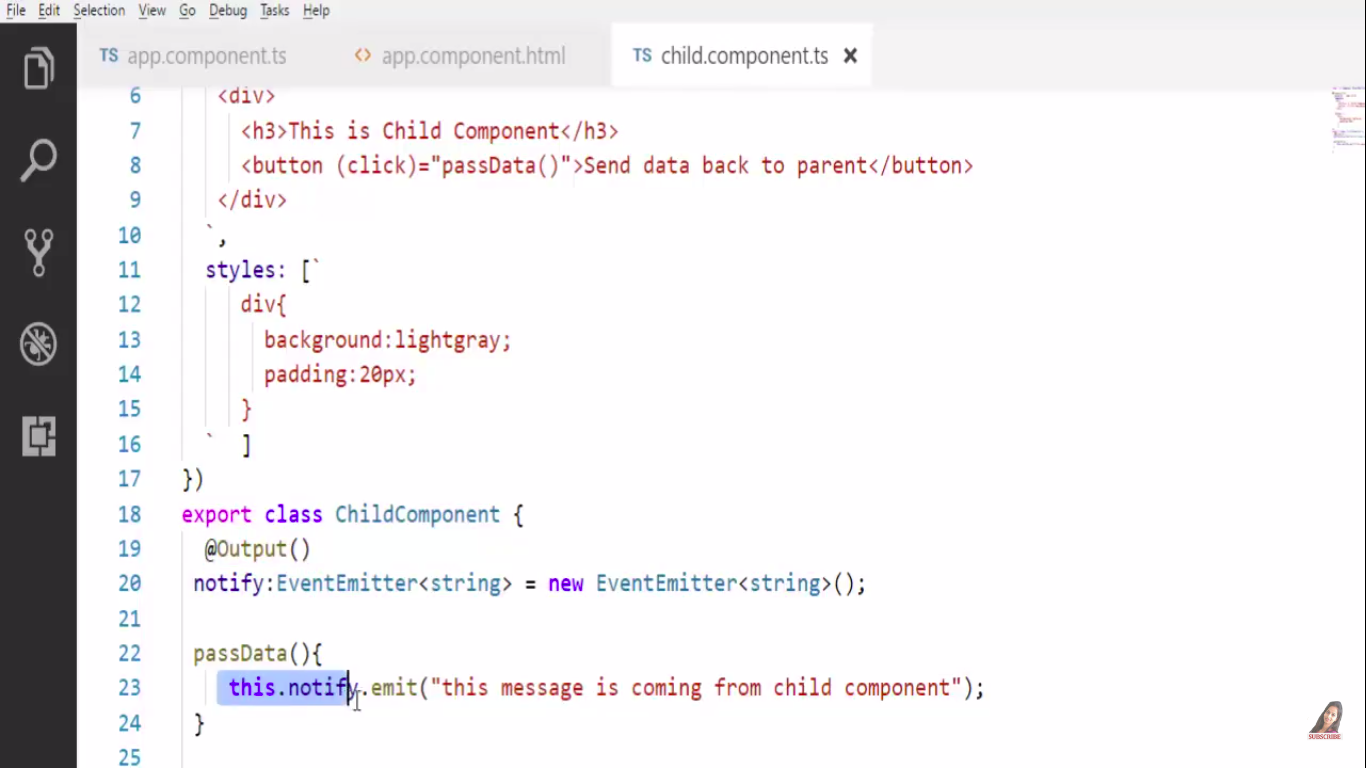 File Edit Selection View Go Debug Tasks Help
TS app.component.ts <> app.component.html TS child.component.ts ×
6 <div>
7 <h3>This is Child Component</h3>
8 <button (click)="passData()">Send data back to parent</button>
9 </div>
10 `,
11 styles: [`
12 div{
13 background:lightgray;
14 padding:20px;
15 }
16 ` ]
17 })
18 export class ChildComponent {
19 @Output()
20 notify:EventEmitter<string> = new EventEmitter<string>();
21
22 passData(){
23 this.notify.emit("this message is coming from child component");
24 }
25
SUBSCRIBE